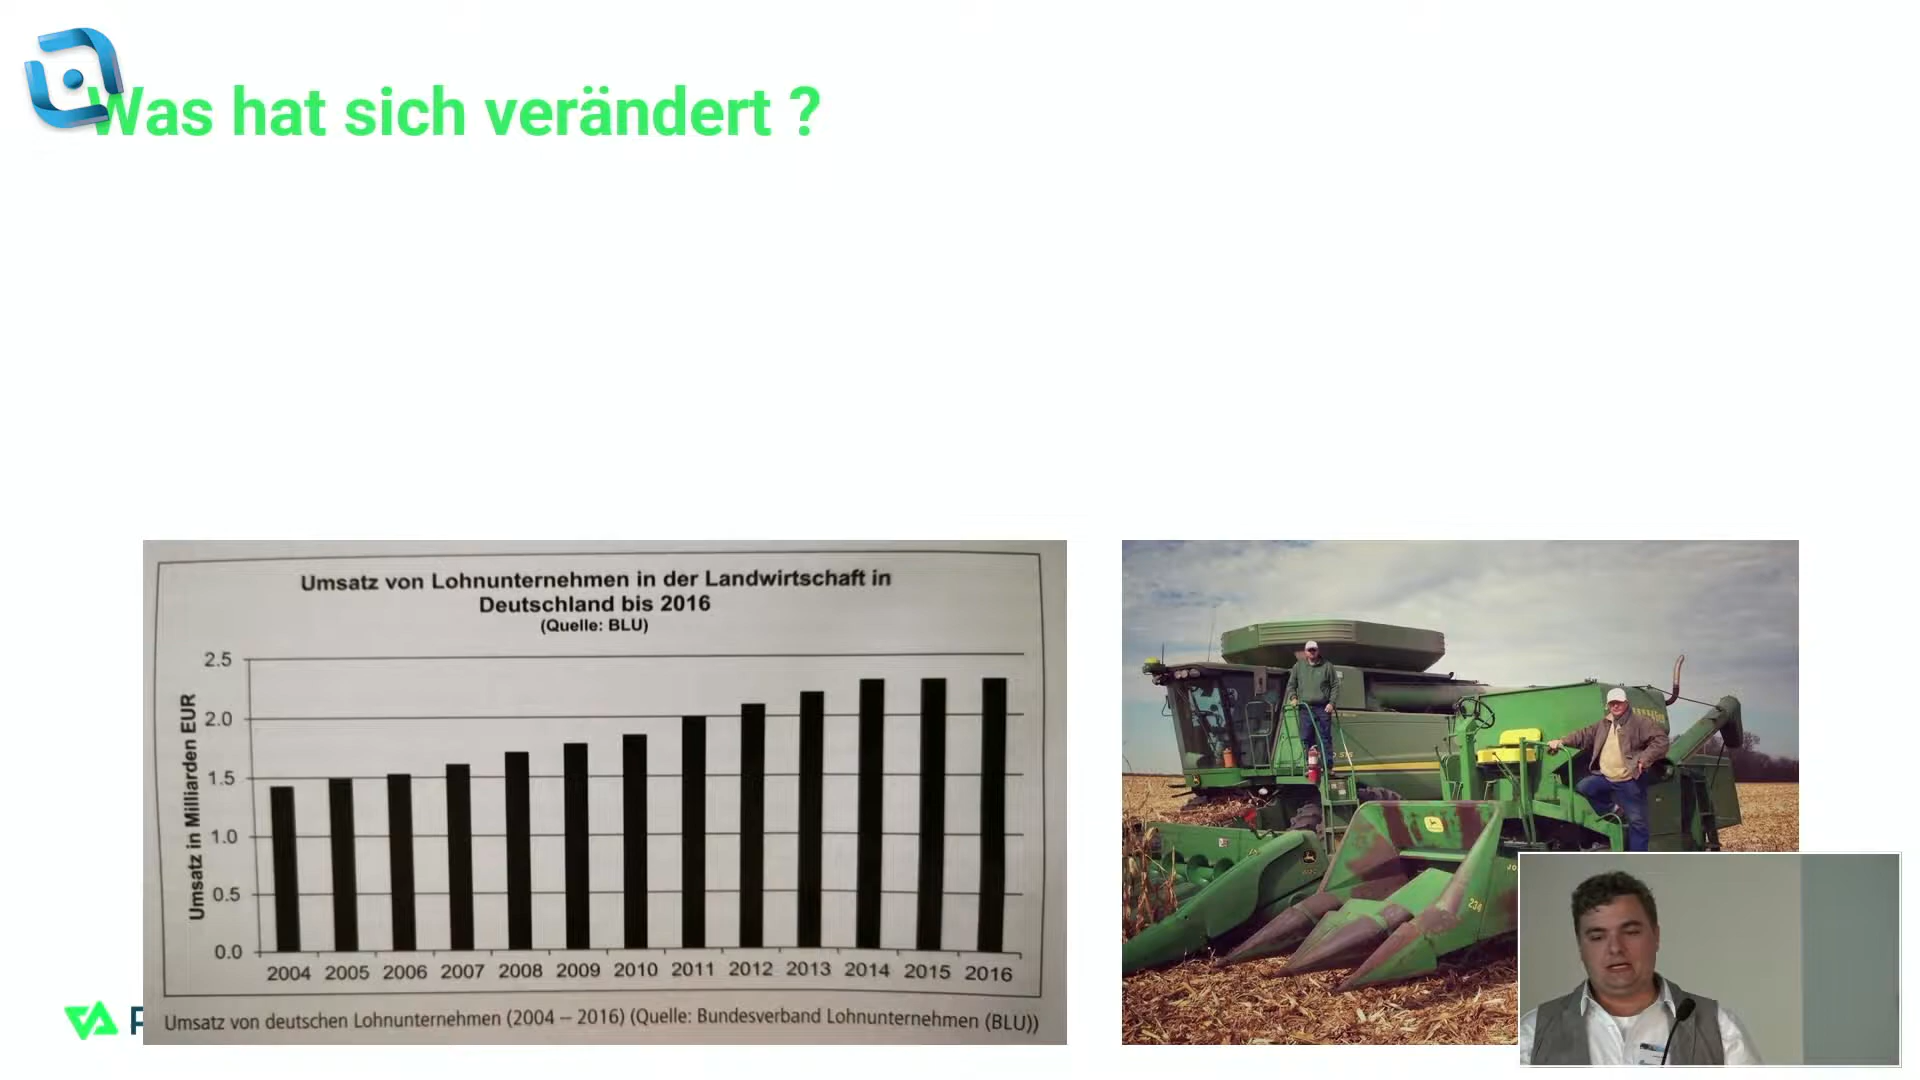 Was hat sich verändert ?
Umsatz von Lohnunternehmen in der Landwirtschaft in
Deutschland bis 2016
(Quelle: BLU)
Umsatz in Milliarden EUR
2.5
2.0
1.5
1.0
0.5
0.0
2004 2005 2006 2007 2008 2009 2010 2011 2012 2013 2014 2015 2016
Umsatz von deutschen Lohnunternehmen (2004 – 2016) (Quelle: Bundesverband Lohnunternehmen (BLU))
234